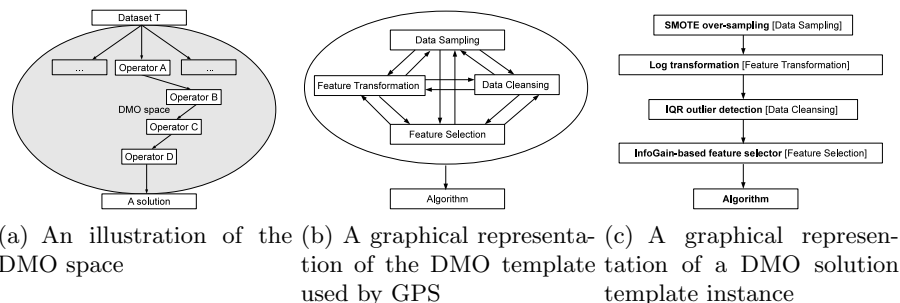 Dataset T
...
Operator A
...
Operator B
DMO space
Operator C
Operator D
A solution
Data Sampling
Feature Transformation
Data Cleansing
Feature Selection
Algorithm
SMOTE over-sampling [Data Sampling]
Log transformation [Feature Transformation]
IQR outlier detection [Data Cleansing]
InfoGain-based feature selector [Feature Selection]
Algorithm
(a) An illustration of the
DMO space
(b) A graphical representa-
tion of the DMO template
used by GPS
(c) A graphical represen-
tation of a DMO solution
template instance